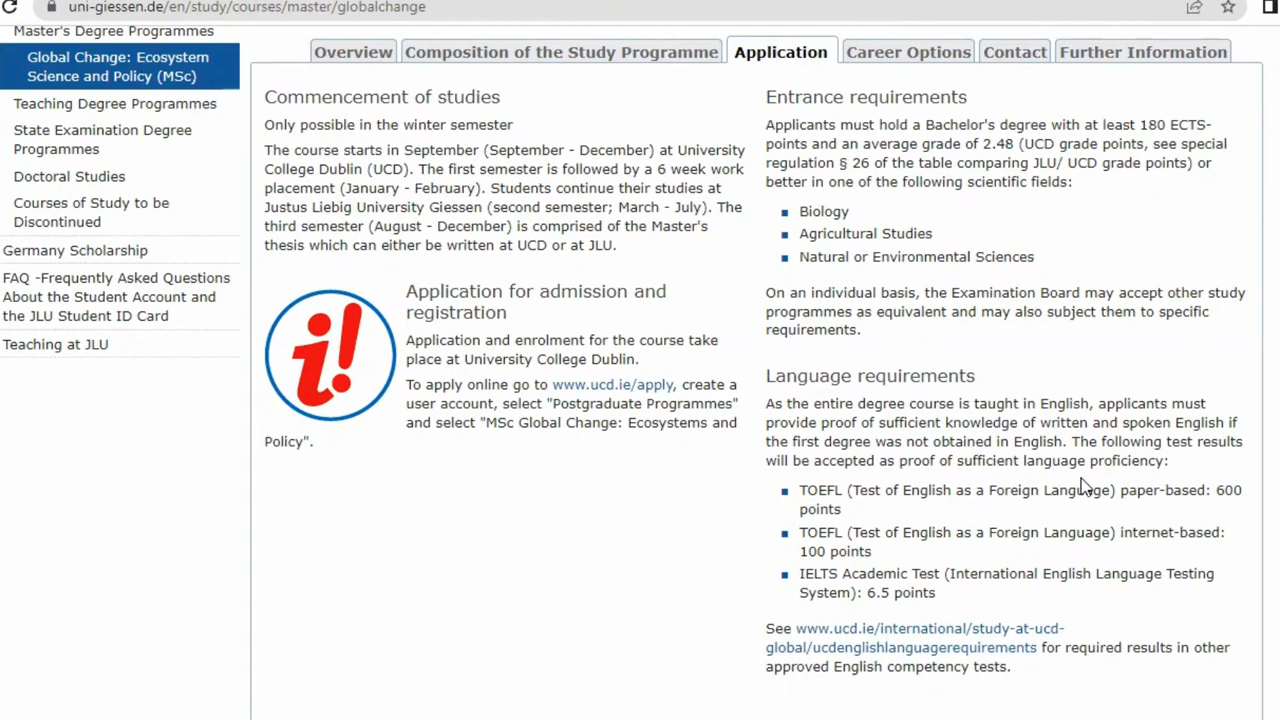 uni-giessen.de/en/study/courses/master/globalchange
Master's Degree Programmes
Global Change: Ecosystem
Science and Policy (MSc)
Teaching Degree Programmes
State Examination Degree
Programmes
Doctoral Studies
Courses of Study to be
Discontinued
Germany Scholarship
FAQ -Frequently Asked Questions
About the Student Account and
the JLU Student ID Card
Teaching at JLU
Overview
Composition of the Study Programme
Application
Career Options
Contact
Further Information
Commencement of studies
Only possible in the winter semester
The course starts in September (September - December) at University
College Dublin (UCD). The first semester is followed by a 6 week work
placement (January - February). Students continue their studies at
Justus Liebig University Giessen (second semester; March - July). The
third semester (August - December) is comprised of the Master's
thesis which can either be written at UCD or at JLU.
i!
Application for admission and
registration
Application and enrolment for the course take
place at University College Dublin.
To apply online go to www.ucd.ie/apply, create a
user account, select "Postgraduate Programmes"
and select "MSc Global Change: Ecosystems and
Policy".
Entrance requirements
Applicants must hold a Bachelor's degree with at least 180 ECTS-
points and an average grade of 2.48 (UCD grade points, see special
regulation § 26 of the table comparing JLU/ UCD grade points) or
better in one of the following scientific fields:
Biology
Agricultural Studies
Natural or Environmental Sciences
On an individual basis, the Examination Board may accept other study
programmes as equivalent and may also subject them to specific
requirements.
Language requirements
As the entire degree course is taught in English, applicants must
provide proof of sufficient knowledge of written and spoken English if
the first degree was not obtained in English. The following test results
will be accepted as proof of sufficient language proficiency:
TOEFL (Test of English as a Foreign Language) paper-based: 600
points
TOEFL (Test of English as a Foreign Language) internet-based:
100 points
IELTS Academic Test (International English Language Testing
System): 6.5 points
See www.ucd.ie/international/study-at-ucd-
global/ucdenglishlanguagerequirements for required results in other
approved English competency tests.